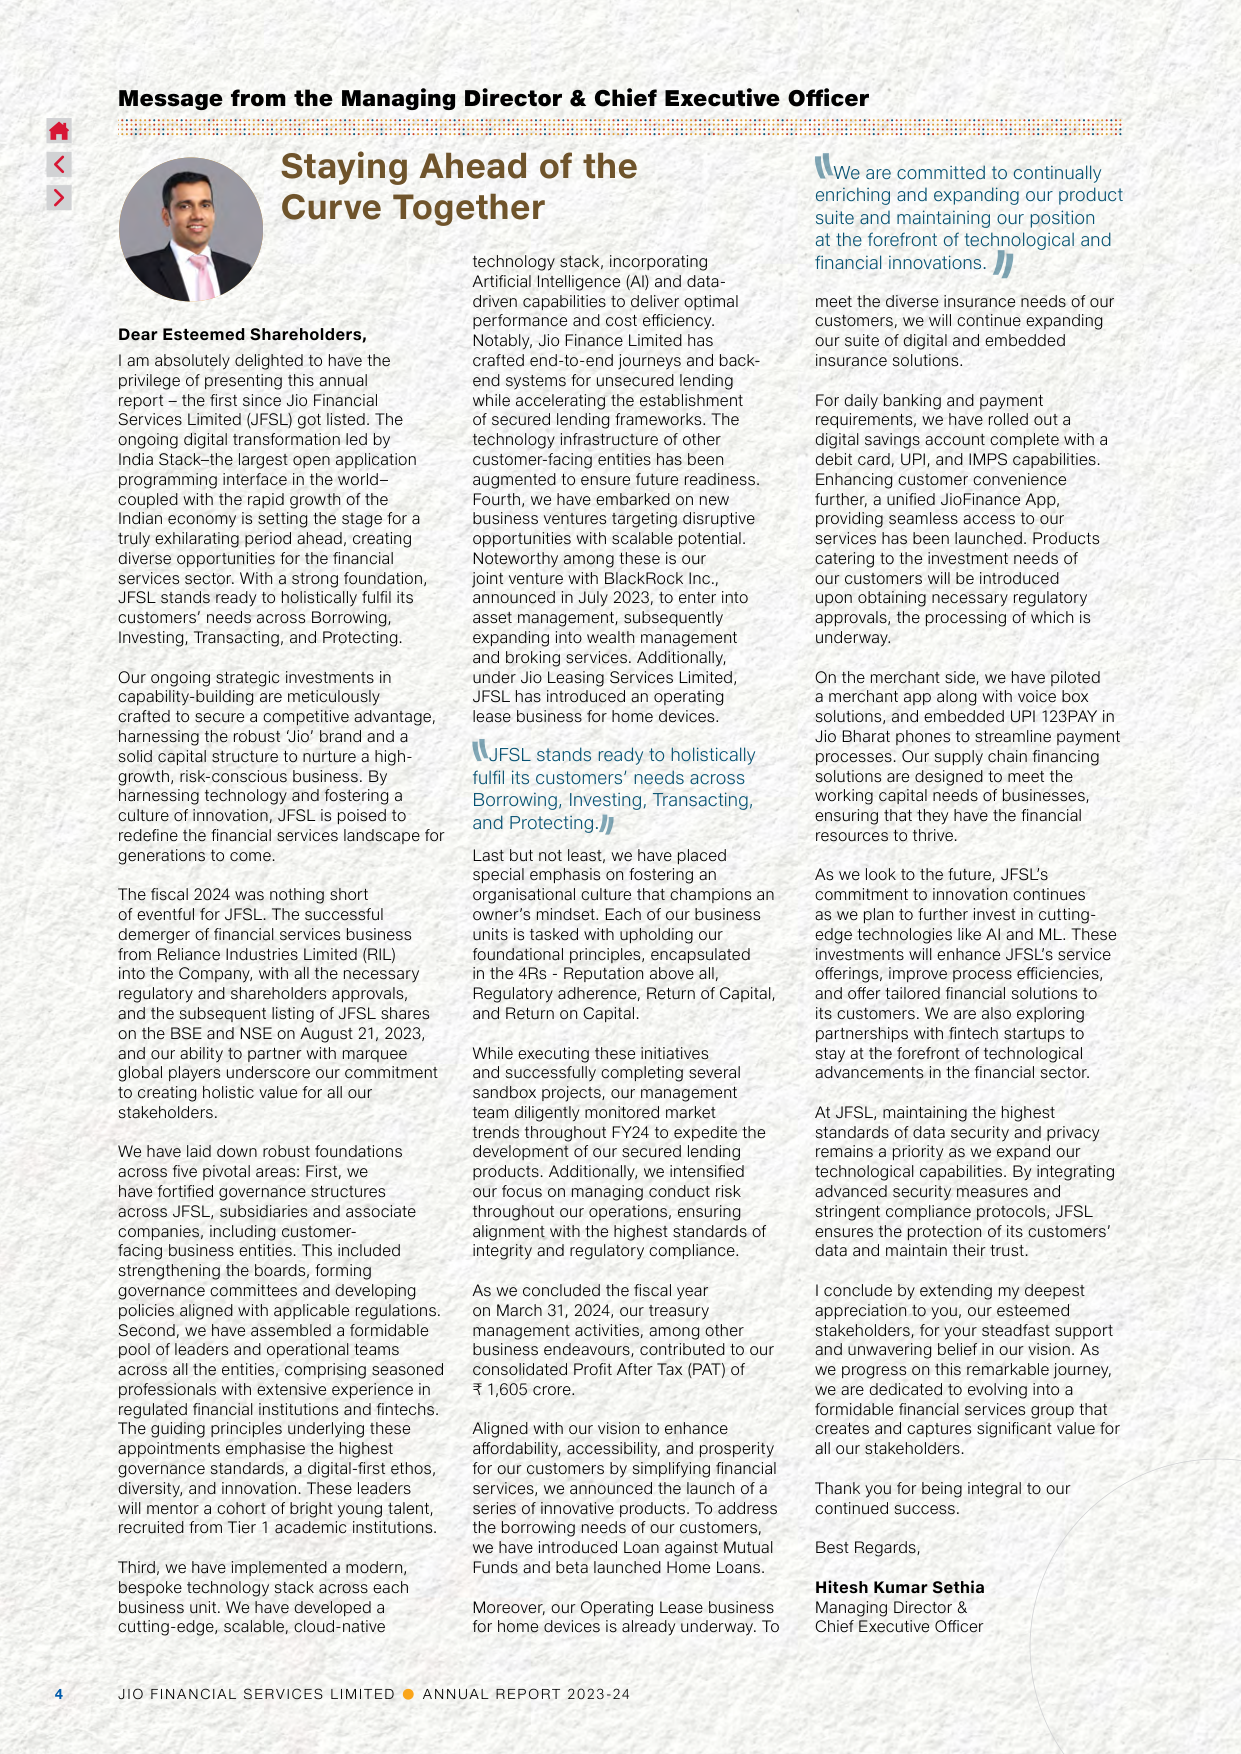 Message from the Managing Director & Chief Executive Officer
Staying Ahead of the
Curve Together
Dear Esteemed Shareholders,
I am absolutely delighted to have the
privilege of presenting this annual
report – the first since Jio Financial
Services Limited (JFSL) got listed. The
ongoing digital transformation led by
India Stack–the largest open application
programming interface in the world–
coupled with the rapid growth of the
Indian economy is setting the stage for a
truly exhilarating period ahead, creating
diverse opportunities for the financial
services sector. With a strong foundation,
JFSL stands ready to holistically fulfil its
customers’ needs across Borrowing,
Investing, Transacting, and Protecting.
Our ongoing strategic investments in
capability-building are meticulously
crafted to secure a competitive advantage,
harnessing the robust ‘Jio’ brand and a
solid capital structure to nurture a high-
growth, risk-conscious business. By
harnessing technology and fostering a
culture of innovation, JFSL is poised to
redefine the financial services landscape for
generations to come.
The fiscal 2024 was nothing short
of eventful for JFSL. The successful
demerger of financial services business
from Reliance Industries Limited (RIL)
into the Company, with all the necessary
regulatory and shareholders approvals,
and the subsequent listing of JFSL shares
on the BSE and NSE on August 21, 2023,
and our ability to partner with marquee
global players underscore our commitment
to creating holistic value for all our
stakeholders.
We have laid down robust foundations
across five pivotal areas: First, we
have fortified governance structures
across JFSL, subsidiaries and associate
companies, including customer-
facing business entities. This included
strengthening the boards, forming
governance committees and developing
policies aligned with applicable regulations.
Second, we have assembled a formidable
pool of leaders and operational teams
across all the entities, comprising seasoned
professionals with extensive experience in
regulated financial institutions and fintechs.
The guiding principles underlying these
appointments emphasise the highest
governance standards, a digital-first ethos,
diversity, and innovation. These leaders
will mentor a cohort of bright young talent,
recruited from Tier 1 academic institutions.
Third, we have implemented a modern,
bespoke technology stack across each
business unit. We have developed a
cutting-edge, scalable, cloud-native
technology stack, incorporating
Artificial Intelligence (AI) and data-
driven capabilities to deliver optimal
performance and cost efficiency.
Notably, Jio Finance Limited has
crafted end-to-end journeys and back-
end systems for unsecured lending
while accelerating the establishment
of secured lending frameworks. The
technology infrastructure of other
customer-facing entities has been
augmented to ensure future readiness.
Fourth, we have embarked on new
business ventures targeting disruptive
opportunities with scalable potential.
Noteworthy among these is our
joint venture with BlackRock Inc.,
announced in July 2023, to enter into
asset management, subsequently
expanding into wealth management
and broking services. Additionally,
under Jio Leasing Services Limited,
JFSL has introduced an operating
lease business for home devices.
"JFSL stands ready to holistically
fulfil its customers’ needs across
Borrowing, Investing, Transacting,
and Protecting."
Last but not least, we have placed
special emphasis on fostering an
organisational culture that champions an
owner’s mindset. Each of our business
units is tasked with upholding our
foundational principles, encapsulated
in the 4Rs - Reputation above all,
Regulatory adherence, Return of Capital,
and Return on Capital.
While executing these initiatives
and successfully completing several
sandbox projects, our management
team diligently monitored market
trends throughout FY24 to expedite the
development of our secured lending
products. Additionally, we intensified
our focus on managing conduct risk
throughout our operations, ensuring
alignment with the highest standards of
integrity and regulatory compliance.
As we concluded the fiscal year
on March 31, 2024, our treasury
management activities, among other
business endeavours, contributed to our
consolidated Profit After Tax (PAT) of
₹ 1,605 crore.
Aligned with our vision to enhance
affordability, accessibility, and prosperity
for our customers by simplifying financial
services, we announced the launch of a
series of innovative products. To address
the borrowing needs of our customers,
we have introduced Loan against Mutual
Funds and beta launched Home Loans.
Moreover, our Operating Lease business
for home devices is already underway. To
"We are committed to continually
enriching and expanding our product
suite and maintaining our position
at the forefront of technological and
financial innovations."
meet the diverse insurance needs of our
customers, we will continue expanding
our suite of digital and embedded
insurance solutions.
For daily banking and payment
requirements, we have rolled out a
digital savings account complete with a
debit card, UPI, and IMPS capabilities.
Enhancing customer convenience
further, a unified JioFinance App,
providing seamless access to our
services has been launched. Products
catering to the investment needs of
our customers will be introduced
upon obtaining necessary regulatory
approvals, the processing of which is
underway.
On the merchant side, we have piloted
a merchant app along with voice box
solutions, and embedded UPI 123PAY in
Jio Bharat phones to streamline payment
processes. Our supply chain financing
solutions are designed to meet the
working capital needs of businesses,
ensuring that they have the financial
resources to thrive.
As we look to the future, JFSL’s
commitment to innovation continues
as we plan to further invest in cutting-
edge technologies like AI and ML. These
investments will enhance JFSL’s service
offerings, improve process efficiencies,
and offer tailored financial solutions to
its customers. We are also exploring
partnerships with fintech startups to
stay at the forefront of technological
advancements in the financial sector.
At JFSL, maintaining the highest
standards of data security and privacy
remains a priority as we expand our
technological capabilities. By integrating
advanced security measures and
stringent compliance protocols, JFSL
ensures the protection of its customers’
data and maintain their trust.
I conclude by extending my deepest
appreciation to you, our esteemed
stakeholders, for your steadfast support
and unwavering belief in our vision. As
we progress on this remarkable journey,
we are dedicated to evolving into a
formidable financial services group that
creates and captures significant value for
all our stakeholders.
Thank you for being integral to our
continued success.
Best Regards,
Hitesh Kumar Sethia
Managing Director &
Chief Executive Officer
4 JIO FINANCIAL SERVICES LIMITED ● ANNUAL REPORT 2023-24